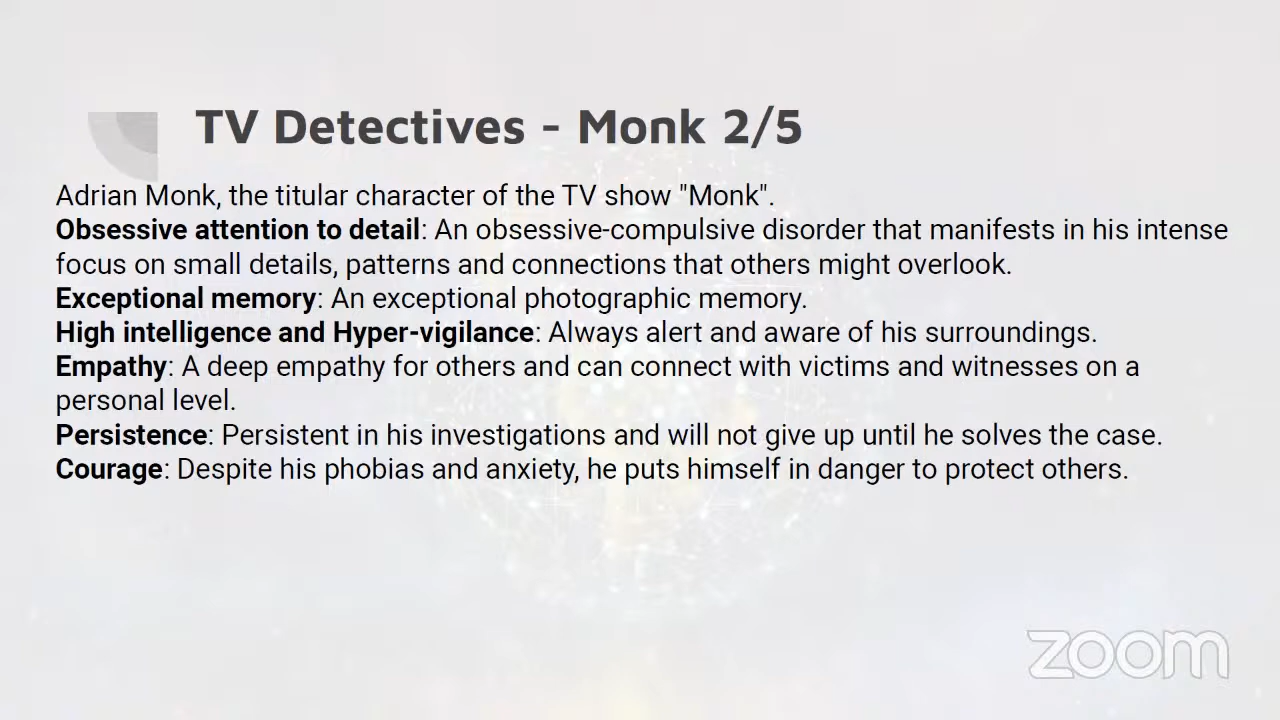 TV Detectives - Monk 2/5
Adrian Monk, the titular character of the TV show "Monk".
Obsessive attention to detail: An obsessive-compulsive disorder that manifests in his intense
focus on small details, patterns and connections that others might overlook.
Exceptional memory: An exceptional photographic memory.
High intelligence and Hyper-vigilance: Always alert and aware of his surroundings.
Empathy: A deep empathy for others and can connect with victims and witnesses on a
personal level.
Persistence: Persistent in his investigations and will not give up until he solves the case.
Courage: Despite his phobias and anxiety, he puts himself in danger to protect others.
zoom